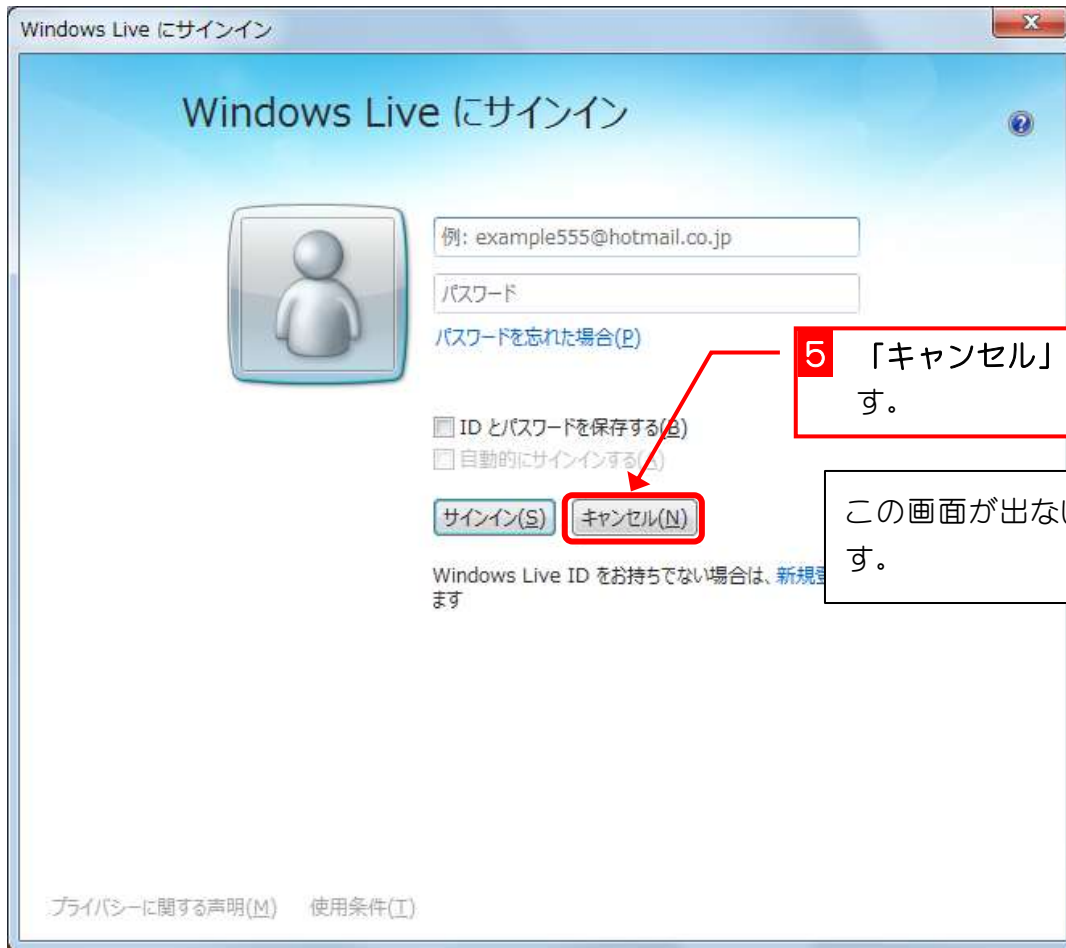 Windows Live にサインイン
Windows Live にサインイン
例: example555@hotmail.co.jp
パスワード
パスワードを忘れた場合(P)
5 「キャンセル」
す。
ID とパスワードを保存する(B)
自動的にサインインする(A)
サインイン(S) キャンセル(N)
この画面が出ない
す。
Windows Live ID をお持ちでない場合は、新規
ます
プライバシーに関する声明(M) 使用条件(T)